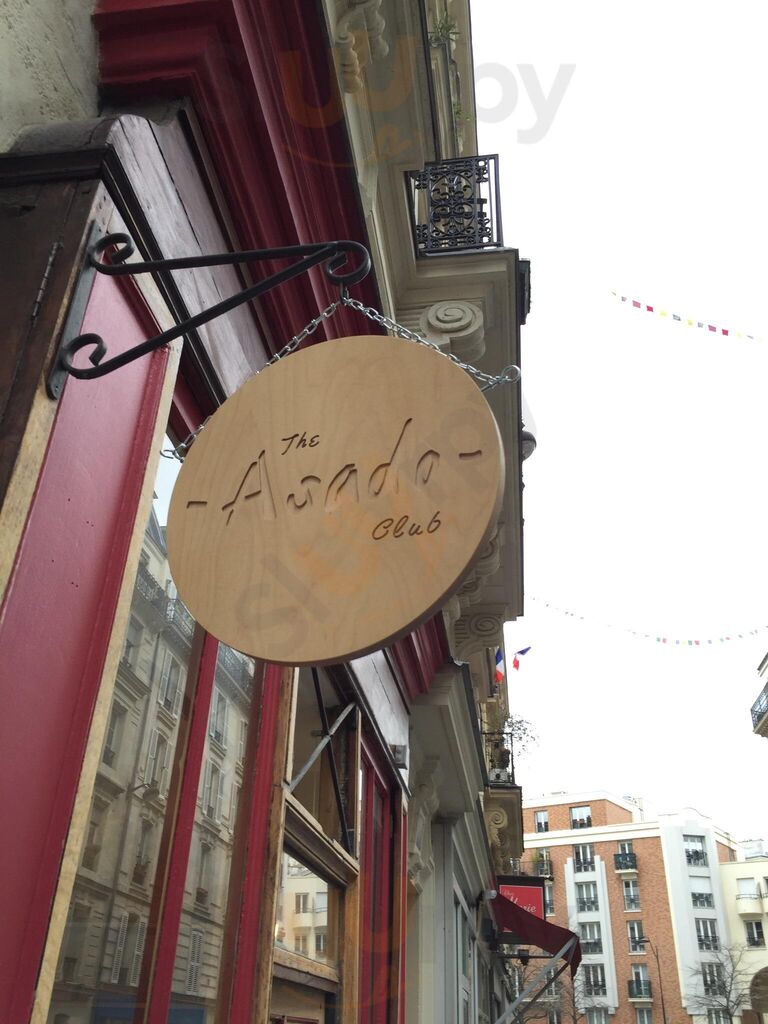 The
- Asado -
Club